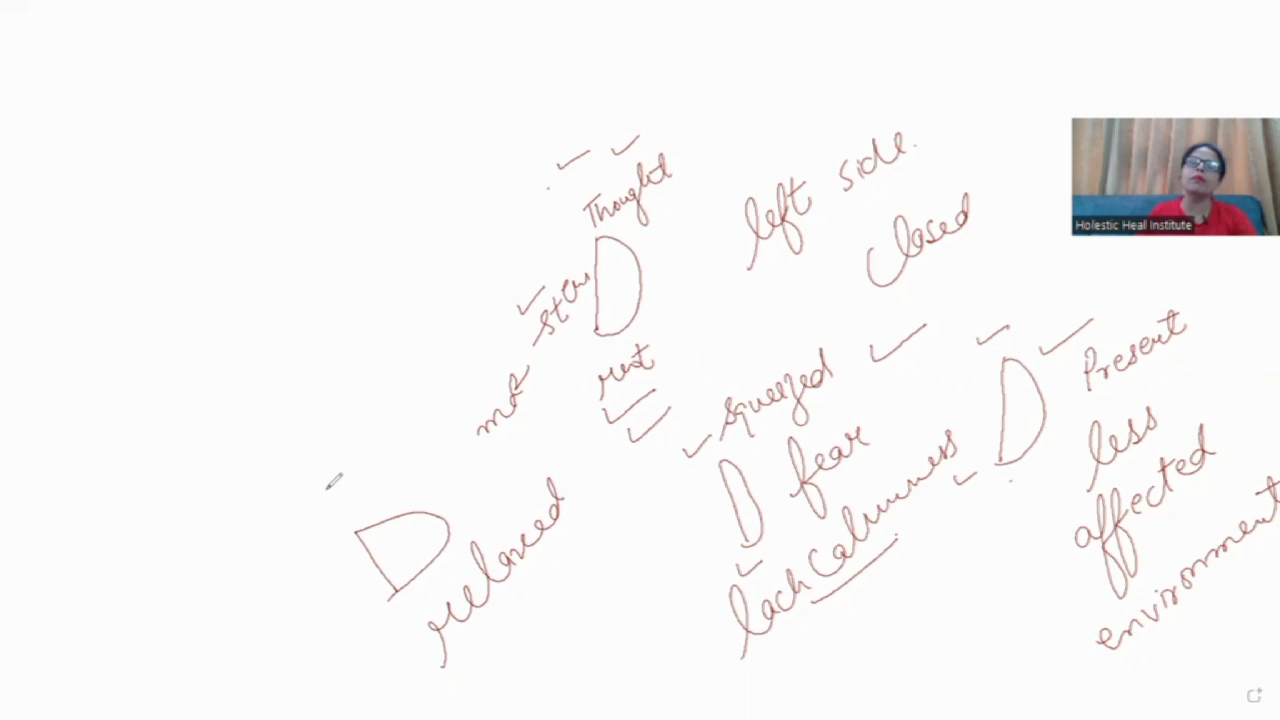 Thought
D
left side.
closed
rest
squeezed
D fear
lack calmness
D
Present
less
affected
environment
D
relaxed
Holestic Heal Institute